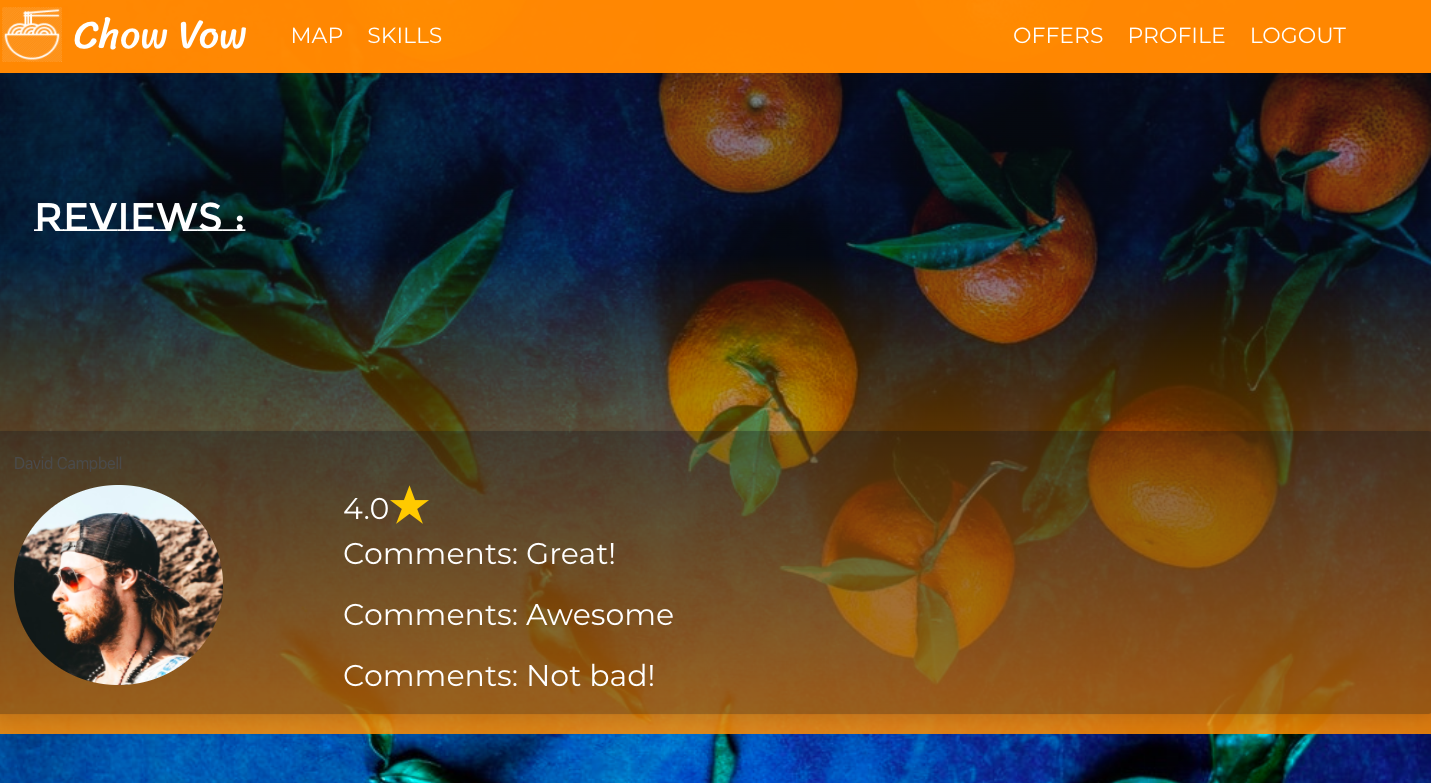 Chow Vow MAP SKILLS OFFERS PROFILE LOGOUT
REVIEWS :
David Campbell
4.0
Comments: Great!
Comments: Awesome
Comments: Not bad!